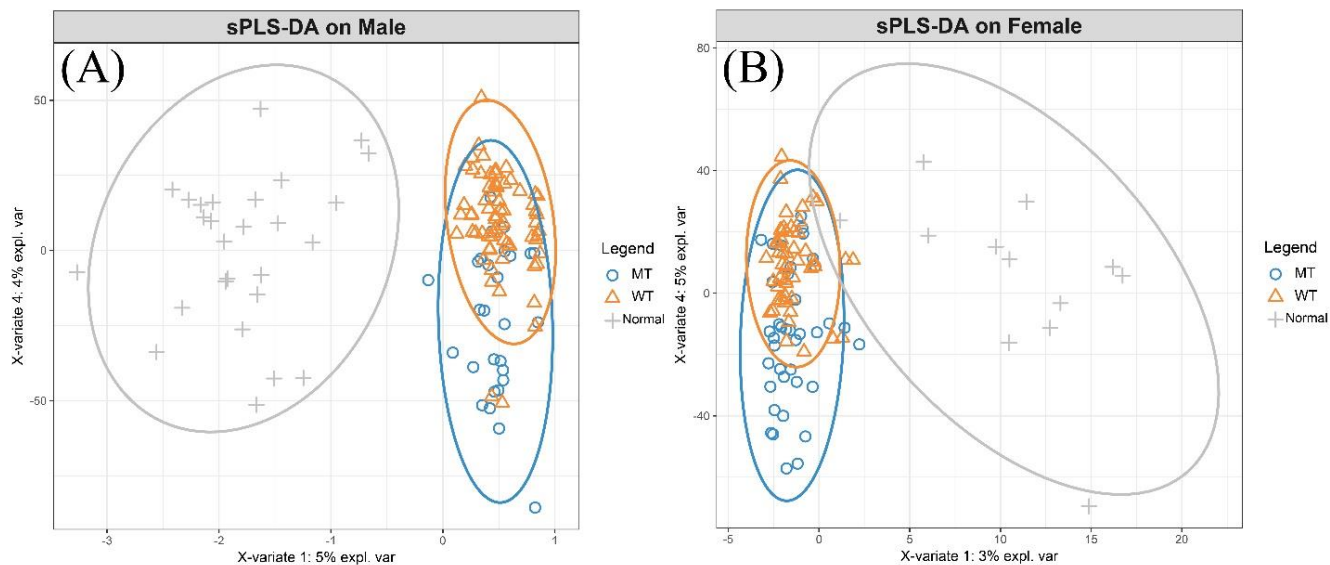 sPLS-DA on Male
(A)
50
0
-50
X-variate 4: 4% expl. var
-3
-2
-1
0
1
X-variate 1: 5% expl. var
Legend
MT
WT
Normal
sPLS-DA on Female
(B)
80
40
0
-40
X-variate 4: 5% expl. var
-5
0
5
10
15
20
X-variate 1: 3% expl. var
Legend
MT
WT
Normal